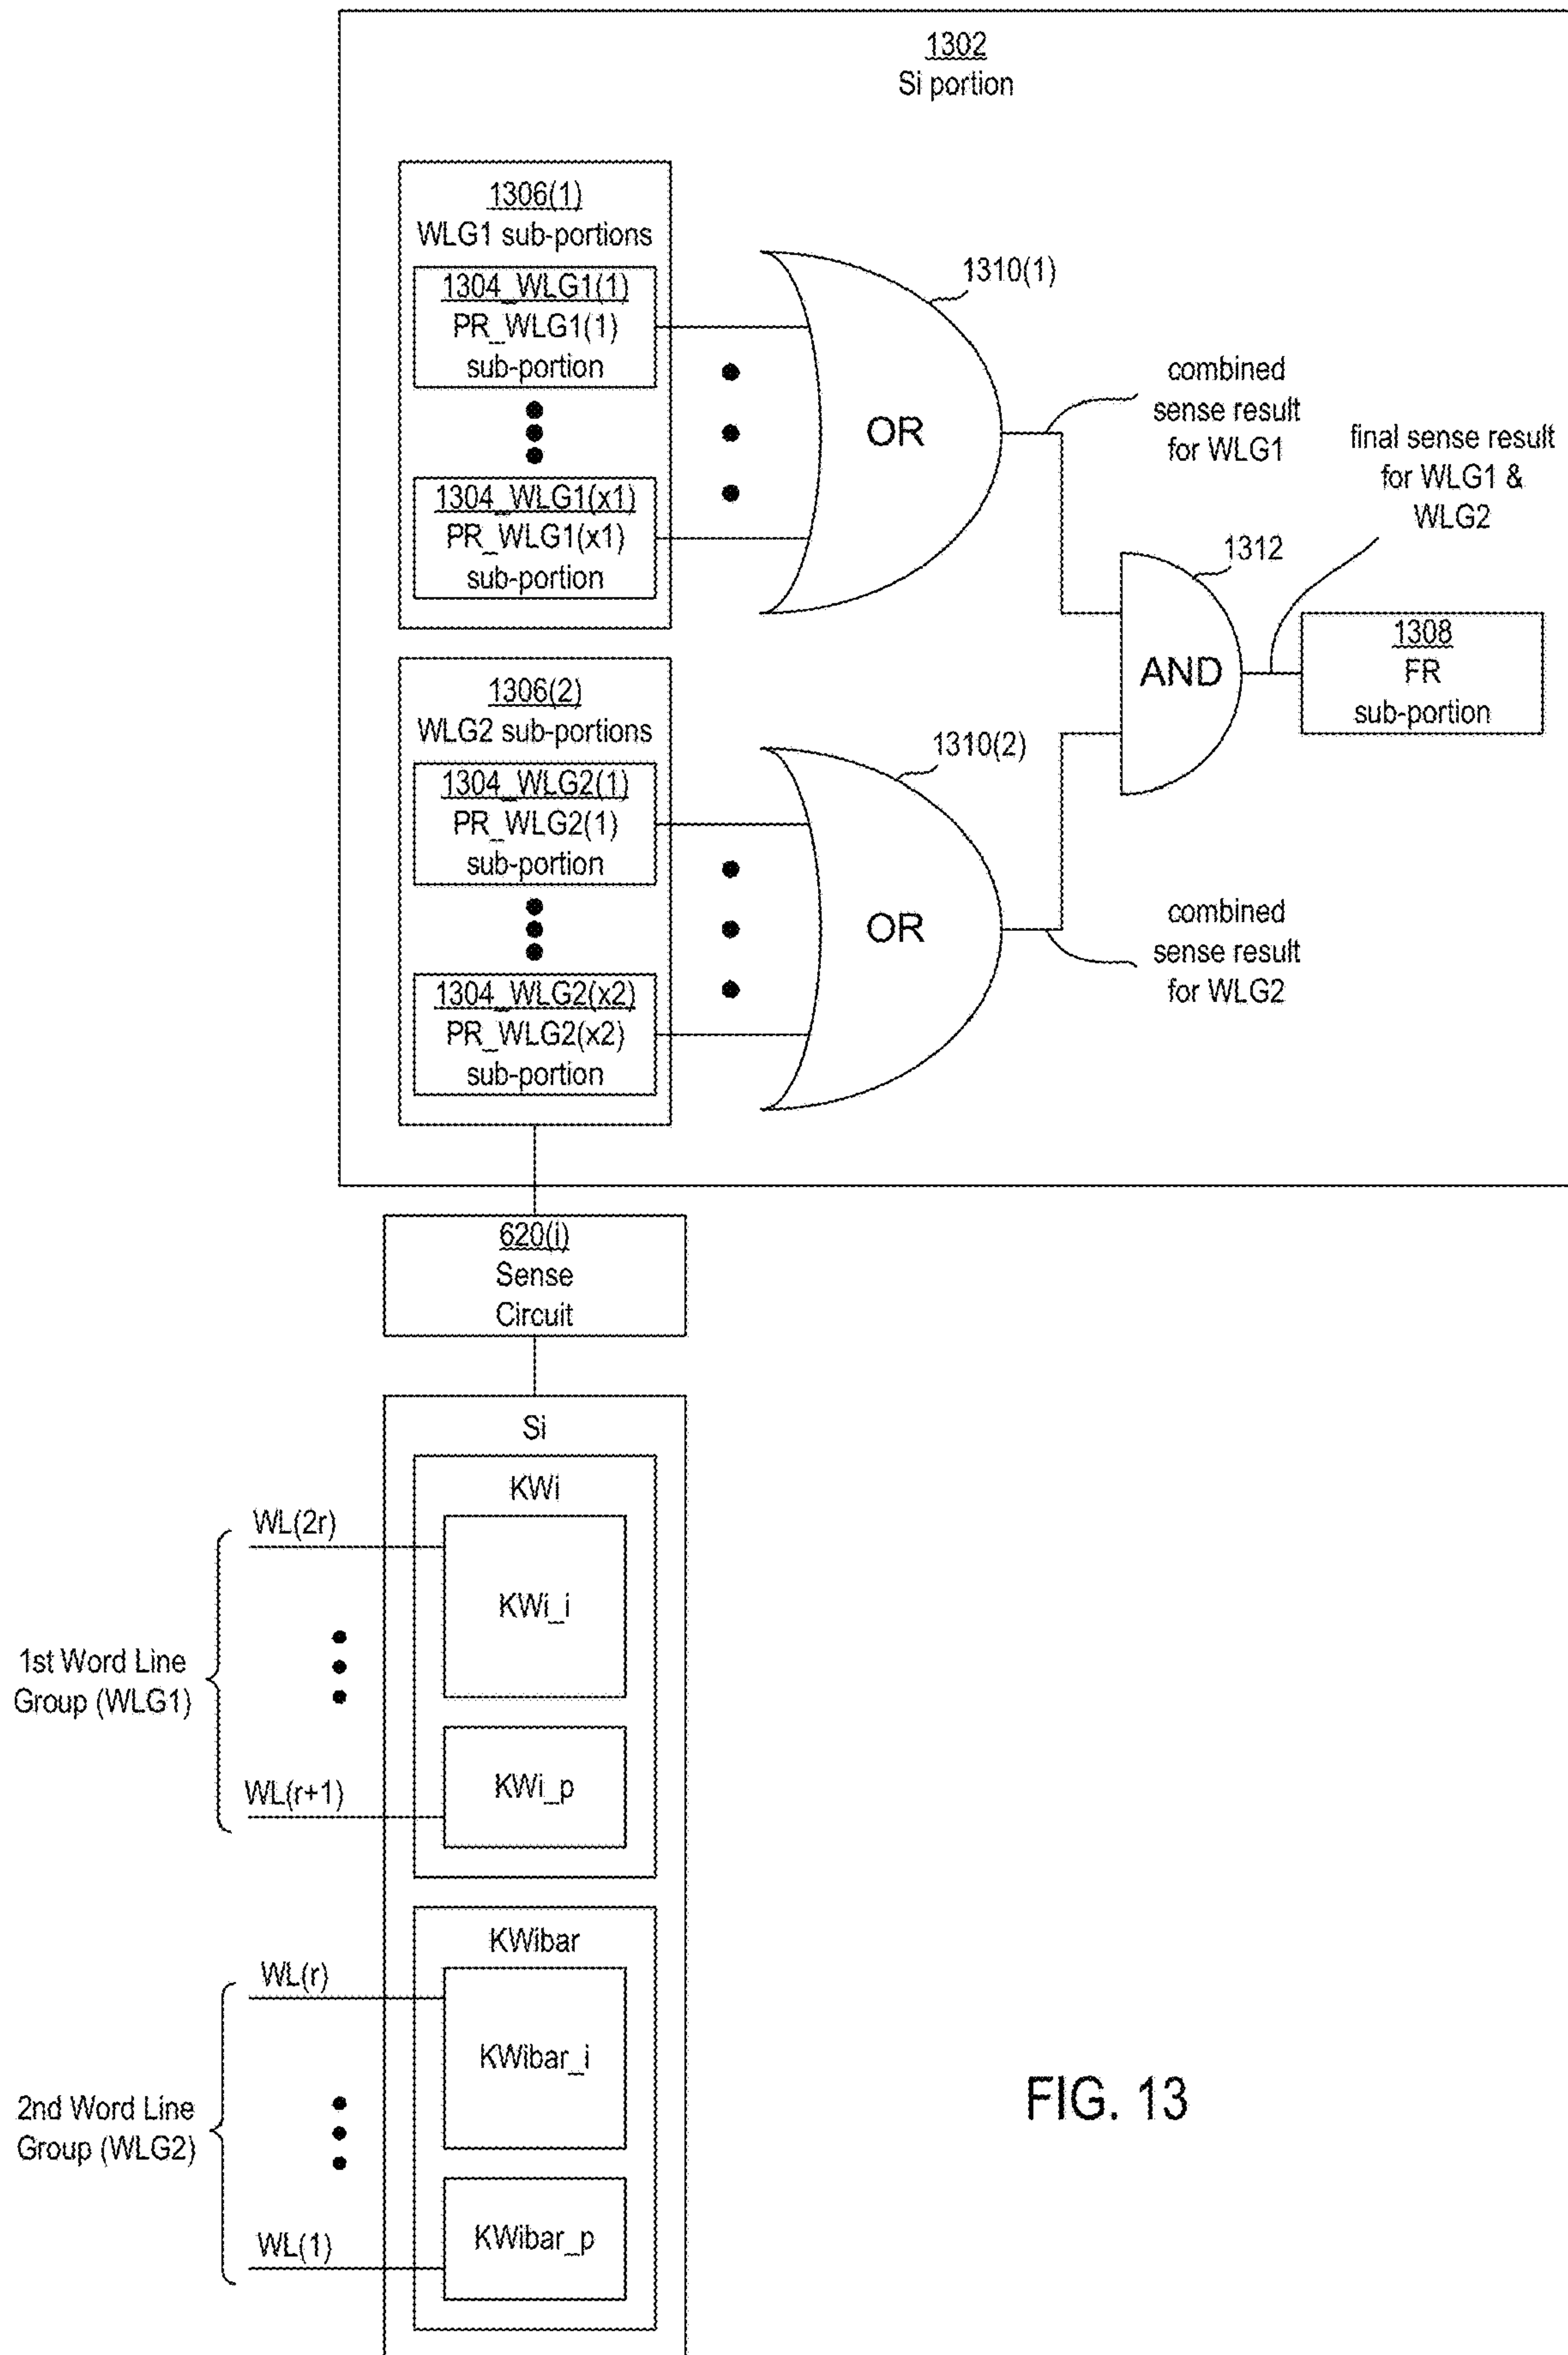 1302
Si portion
1306(1)
WLG1 sub-portions
1304_WLG1(1)
PR_WLG1(1)
sub-portion
1304_WLG1(x1)
PR_WLG1(x1)
sub-portion
OR
1310(1)
combined
sense result
for WLG1
final sense result
for WLG1 &
WLG2
1312
AND
1308
FR
sub-portion
1306(2)
WLG2 sub-portions
1304_WLG2(1)
PR_WLG2(1)
sub-portion
1304_WLG2(x2)
PR_WLG2(x2)
sub-portion
OR
1310(2)
combined
sense result
for WLG2
620(i)
Sense
Circuit
Si
KWi
WL(2r)
KWi_i
1st Word Line
Group (WLG1)
WL(r+1)
KWi_p
KWibar
WL(r)
KWibar_i
2nd Word Line
Group (WLG2)
WL(1)
KWibar_p
FIG. 13